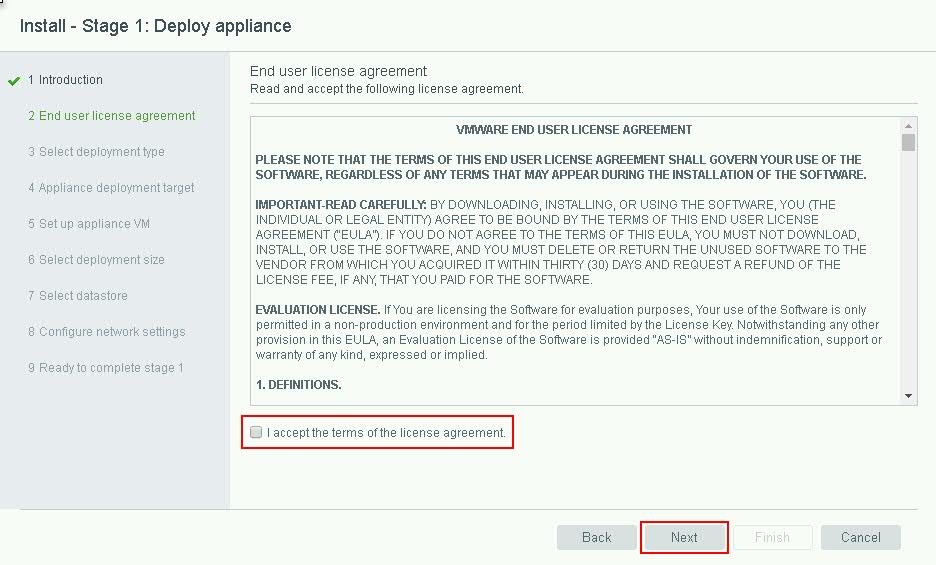 Install - Stage 1: Deploy appliance
1 Introduction
2 End user license agreement
3 Select deployment type
4 Appliance deployment target
5 Set up appliance VM
6 Select deployment size
7 Select datastore
8 Configure network settings
9 Ready to complete stage 1
End user license agreement
Read and accept the following license agreement.
VMWARE END USER LICENSE AGREEMENT
PLEASE NOTE THAT THE TERMS OF THIS END USER LICENSE AGREEMENT SHALL GOVERN YOUR USE OF THE
SOFTWARE, REGARDLESS OF ANY TERMS THAT MAY APPEAR DURING THE INSTALLATION OF THE SOFTWARE.
IMPORTANT-READ CAREFULLY: BY DOWNLOADING, INSTALLING, OR USING THE SOFTWARE, YOU (THE
INDIVIDUAL OR LEGAL ENTITY) AGREE TO BE BOUND BY THE TERMS OF THIS END USER LICENSE
AGREEMENT ("EULA"). IF YOU DO NOT AGREE TO THE TERMS OF THIS EULA, YOU MUST NOT DOWNLOAD,
INSTALL, OR USE THE SOFTWARE, AND YOU MUST DELETE OR RETURN THE UNUSED SOFTWARE TO THE
VENDOR FROM WHICH YOU ACQUIRED IT WITHIN THIRTY (30) DAYS AND REQUEST A REFUND OF THE
LICENSE FEE, IF ANY, THAT YOU PAID FOR THE SOFTWARE.
EVALUATION LICENSE. If You are licensing the Software for evaluation purposes, Your use of the Software is only
permitted in a non-production environment and for the period limited by the License Key. Notwithstanding any other
provision in this EULA, an Evaluation License of the Software is provided "AS-IS" without indemnification, support or
warranty of any kind, expressed or implied.
1. DEFINITIONS.
I accept the terms of the license agreement.
Back
Next
Finish
Cancel